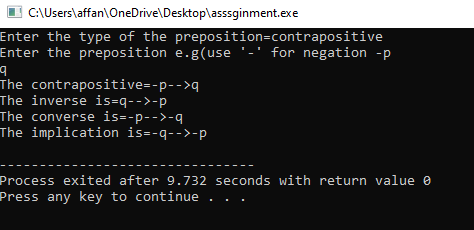 C:\Users\affan\OneDrive\Desktop\asssginment.exe
Enter the type of the preposition=contrapositive
Enter the preposition e.g(use '-' for negation -p
q
The contrapositive=-p-->q
The inverse is=q-->-p
The converse is=-p-->-q
The implication is=-q-->-p
--------------------------------
Process exited after 9.732 seconds with return value 0
Press any key to continue . . .